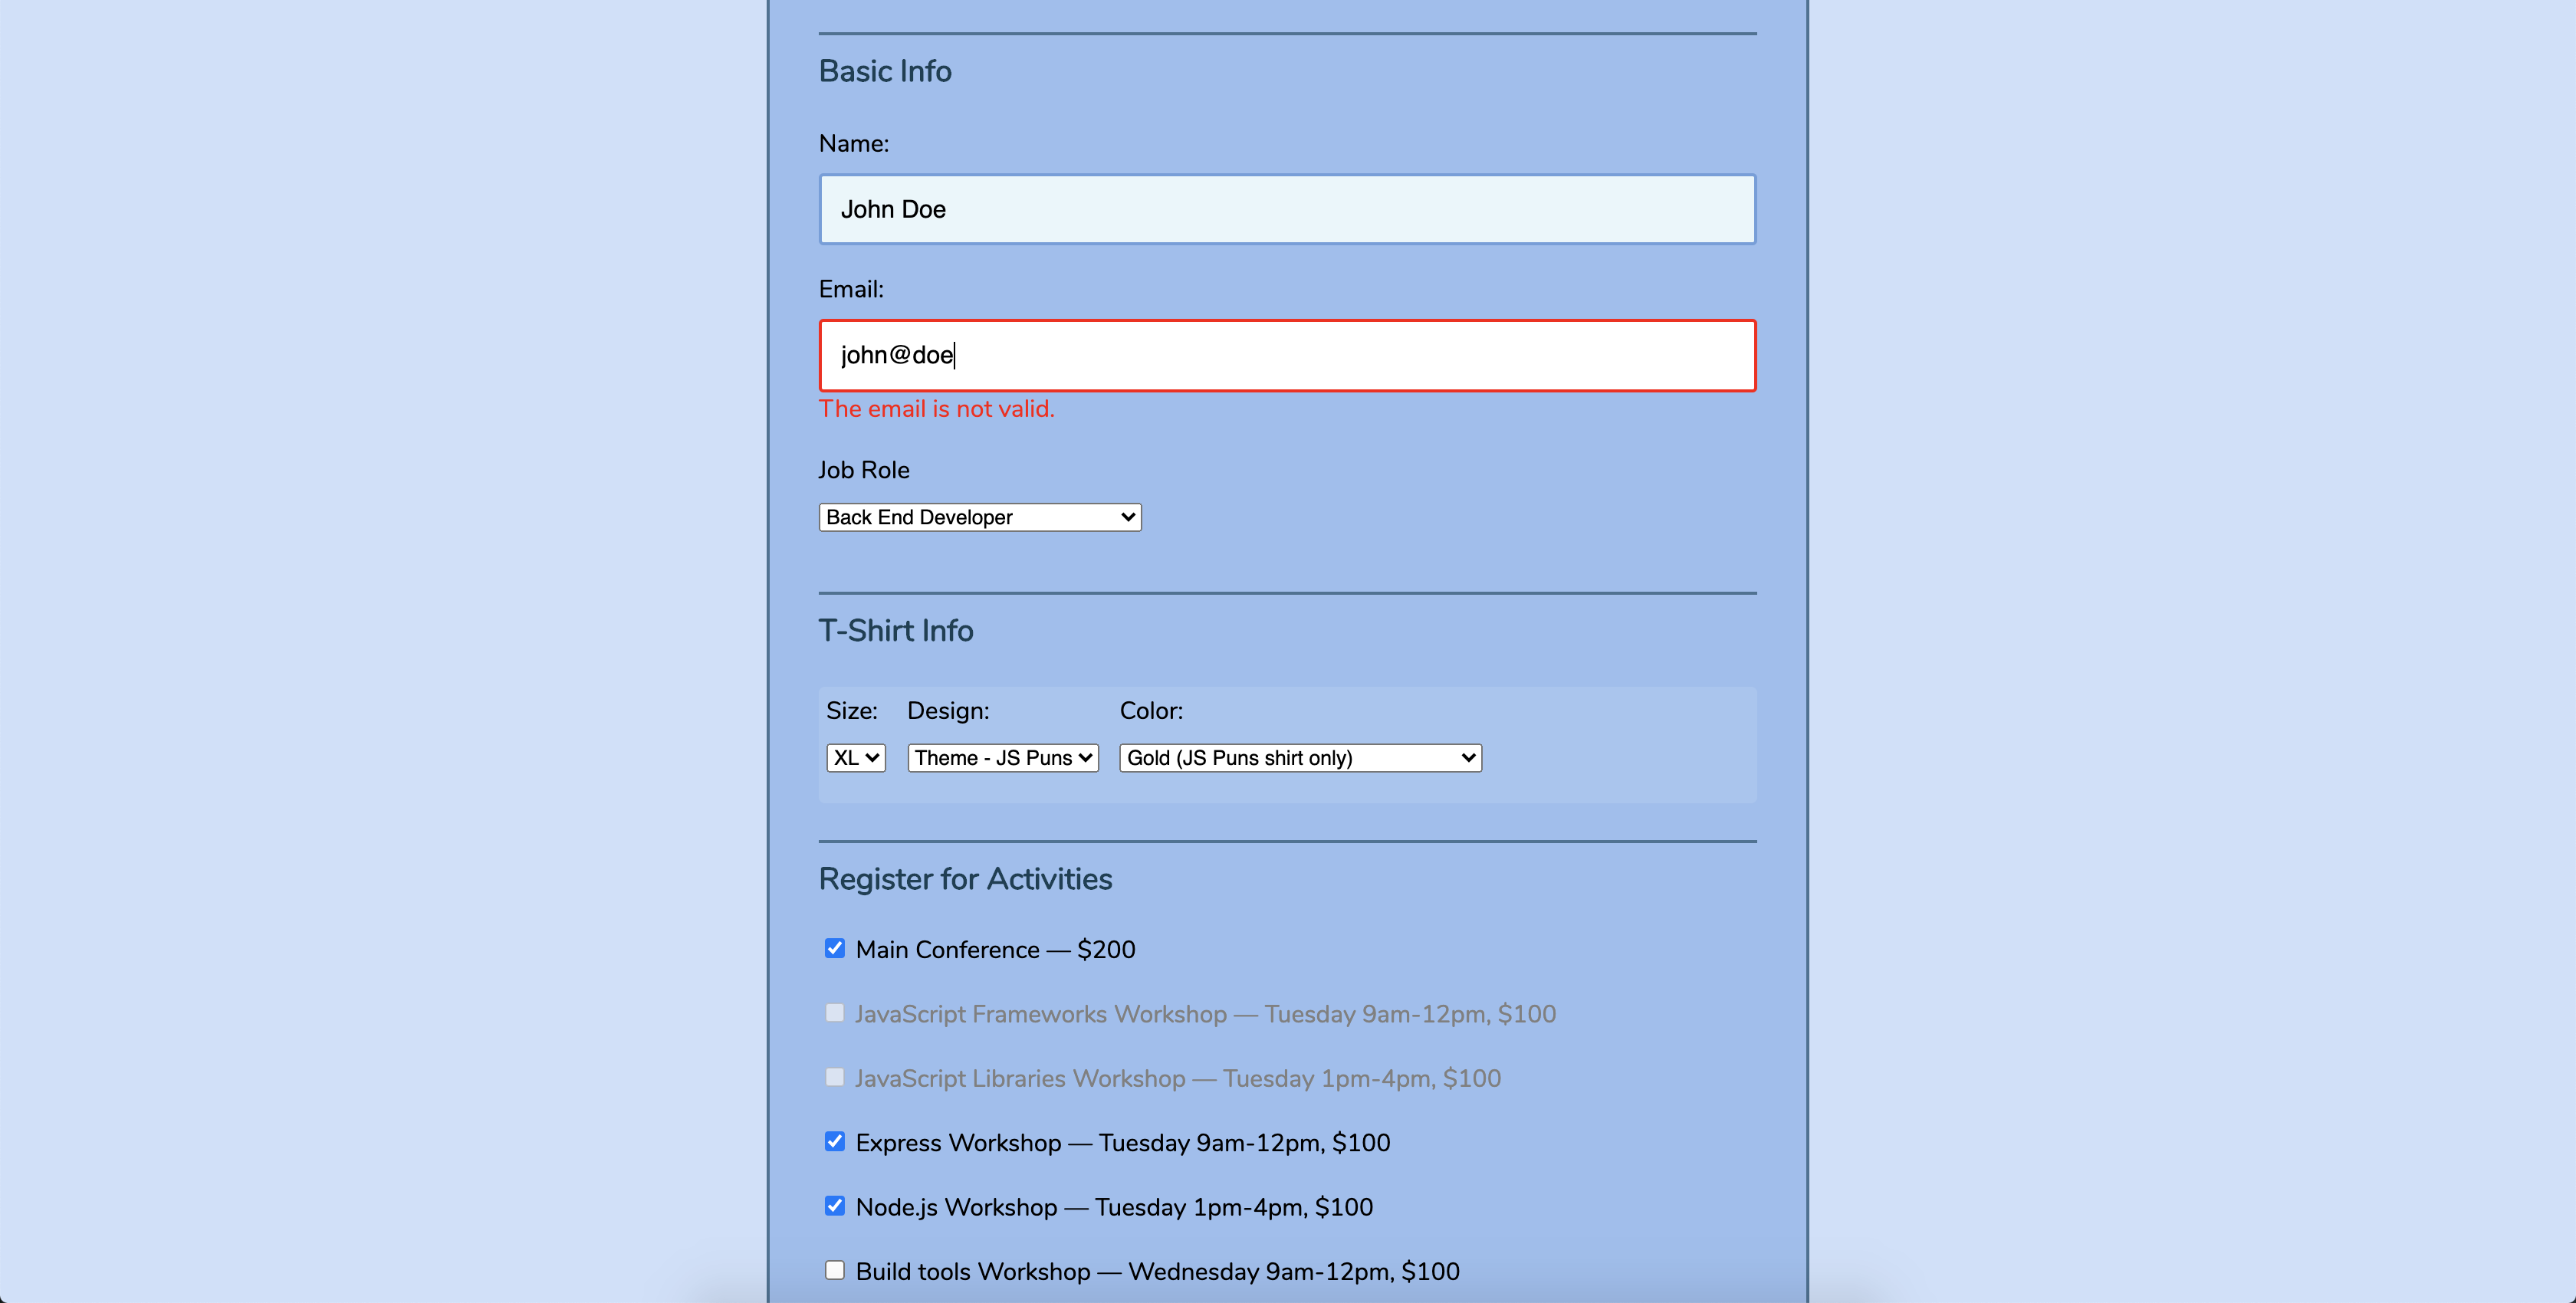 Basic Info
Name:
John Doe
Email:
john@doe
The email is not valid.
Job Role
Back End Developer
T-Shirt Info
Size: Design: Color:
XL Theme - JS Puns Gold (JS Puns shirt only)
Register for Activities
Main Conference — $200
JavaScript Frameworks Workshop — Tuesday 9am-12pm, $100
JavaScript Libraries Workshop — Tuesday 1pm-4pm, $100
Express Workshop — Tuesday 9am-12pm, $100
Node.js Workshop — Tuesday 1pm-4pm, $100
Build tools Workshop — Wednesday 9am-12pm, $100